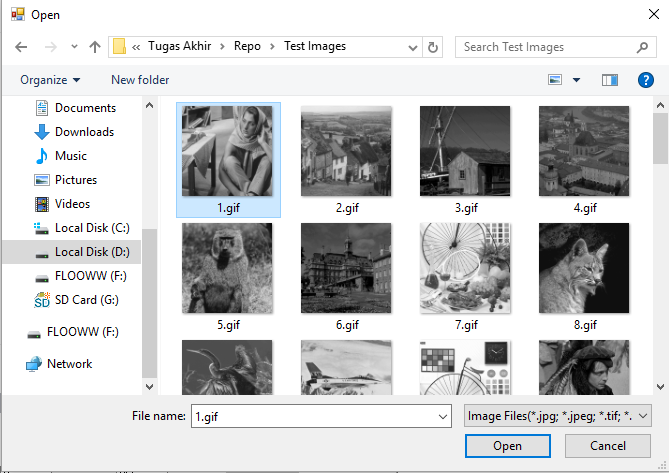 Open
« Tugas Akhir > Repo > Test Images
Search Test Images
Organize
New folder
Documents
Downloads
Music
Pictures
Videos
Local Disk (C:)
Local Disk (D:)
FLOOWW (F:)
SD Card (G:)
FLOOWW (F:)
Network
1.gif
2.gif
3.gif
4.gif
5.gif
6.gif
7.gif
8.gif
File name:
1.gif
Image Files(*.jpg; *.jpeg; *.tif; *.
Open
Cancel